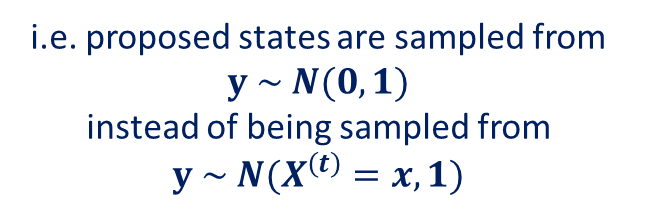 i.e. proposed states are sampled from
y ~ N(0, 1)
instead of being sampled from
y ~ N(X^(t) = x, 1)